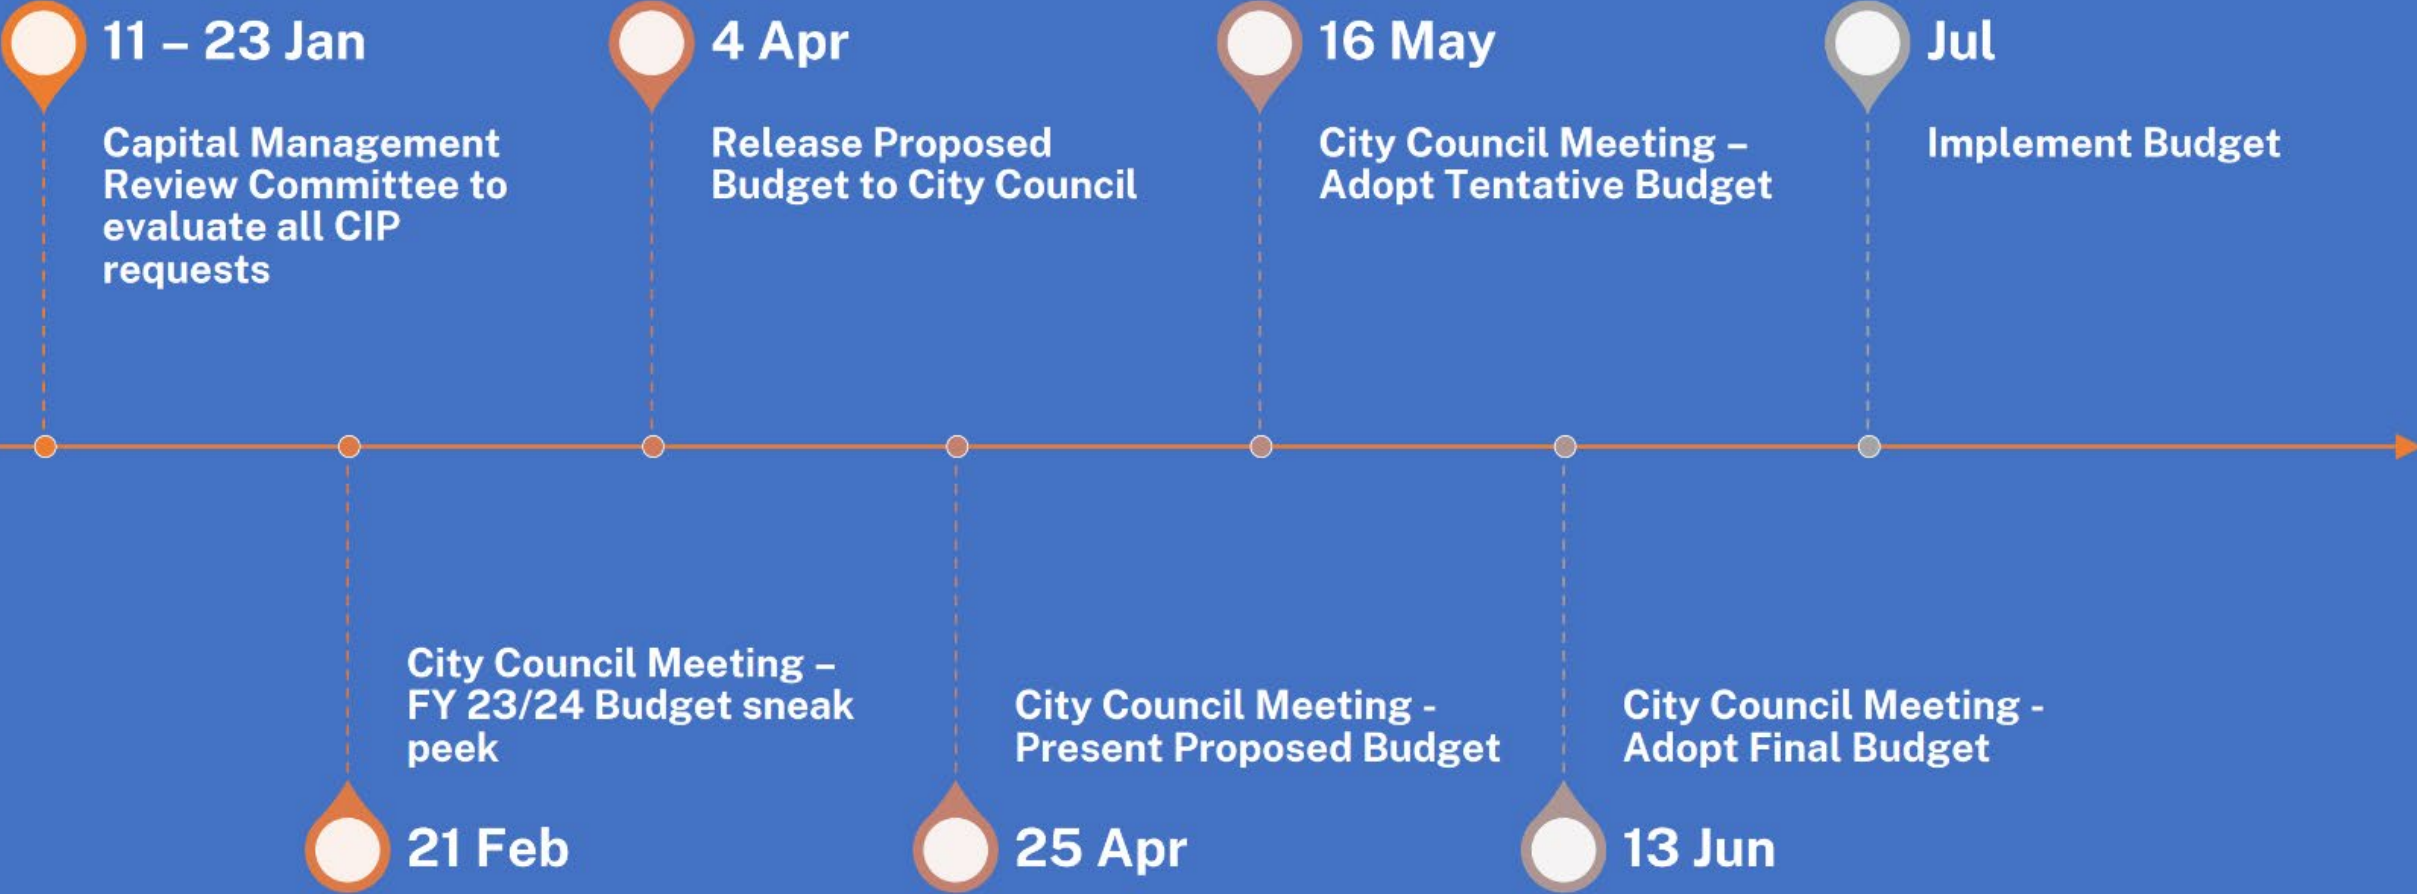 11 – 23 Jan
Capital Management
Review Committee to
evaluate all CIP
requests
4 Apr
Release Proposed
Budget to City Council
16 May
City Council Meeting –
Adopt Tentative Budget
Jul
Implement Budget
City Council Meeting –
FY 23/24 Budget sneak
peek
21 Feb
City Council Meeting -
Present Proposed Budget
25 Apr
City Council Meeting -
Adopt Final Budget
13 Jun